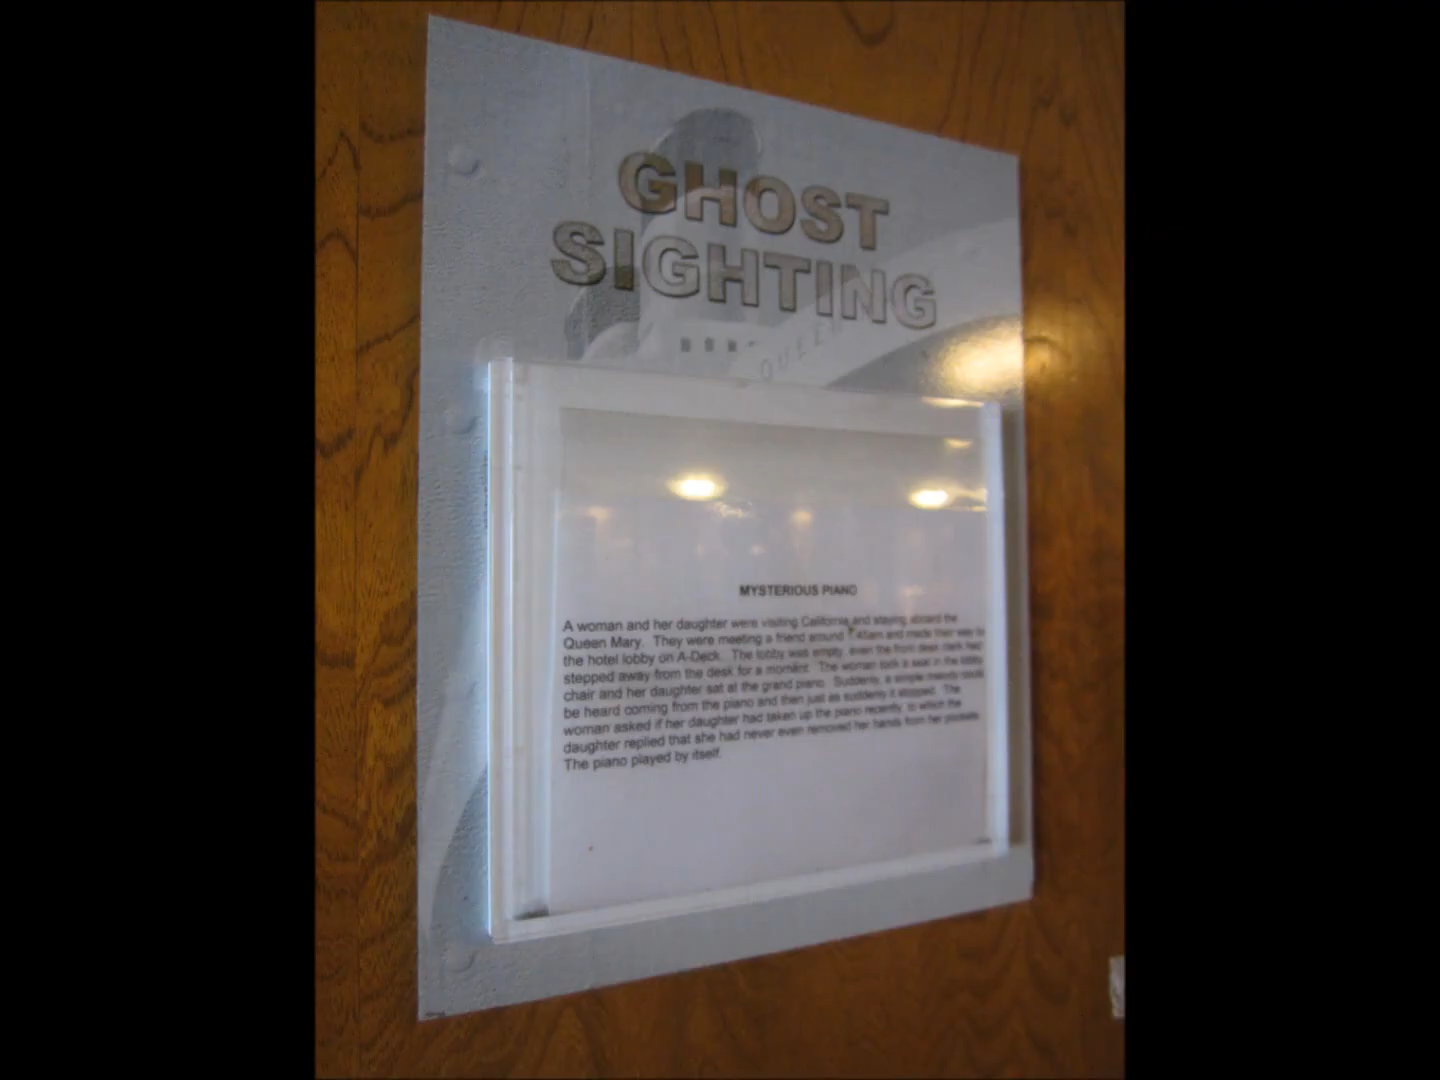 GHOST
SIGHTING
QUEEN
MYSTERIOUS PIANO
A woman and her daughter were visiting California and staying aboard the
Queen Mary. They were meeting a friend around 45am and made their way to
the hotel lobby on A-Deck. The lobby was empty, even the front desk clerk had
stepped away from the desk for a moment. The woman took a seat in the lobby
chair and her daughter sat at the grand piano. Suddenly, a simple melody could
be heard coming from the piano and then just as suddenly it stopped. The
woman asked if her daughter had taken up the piano recently, to which the
daughter replied that she had never even removed her hands from her pockets.
The piano played by itself.